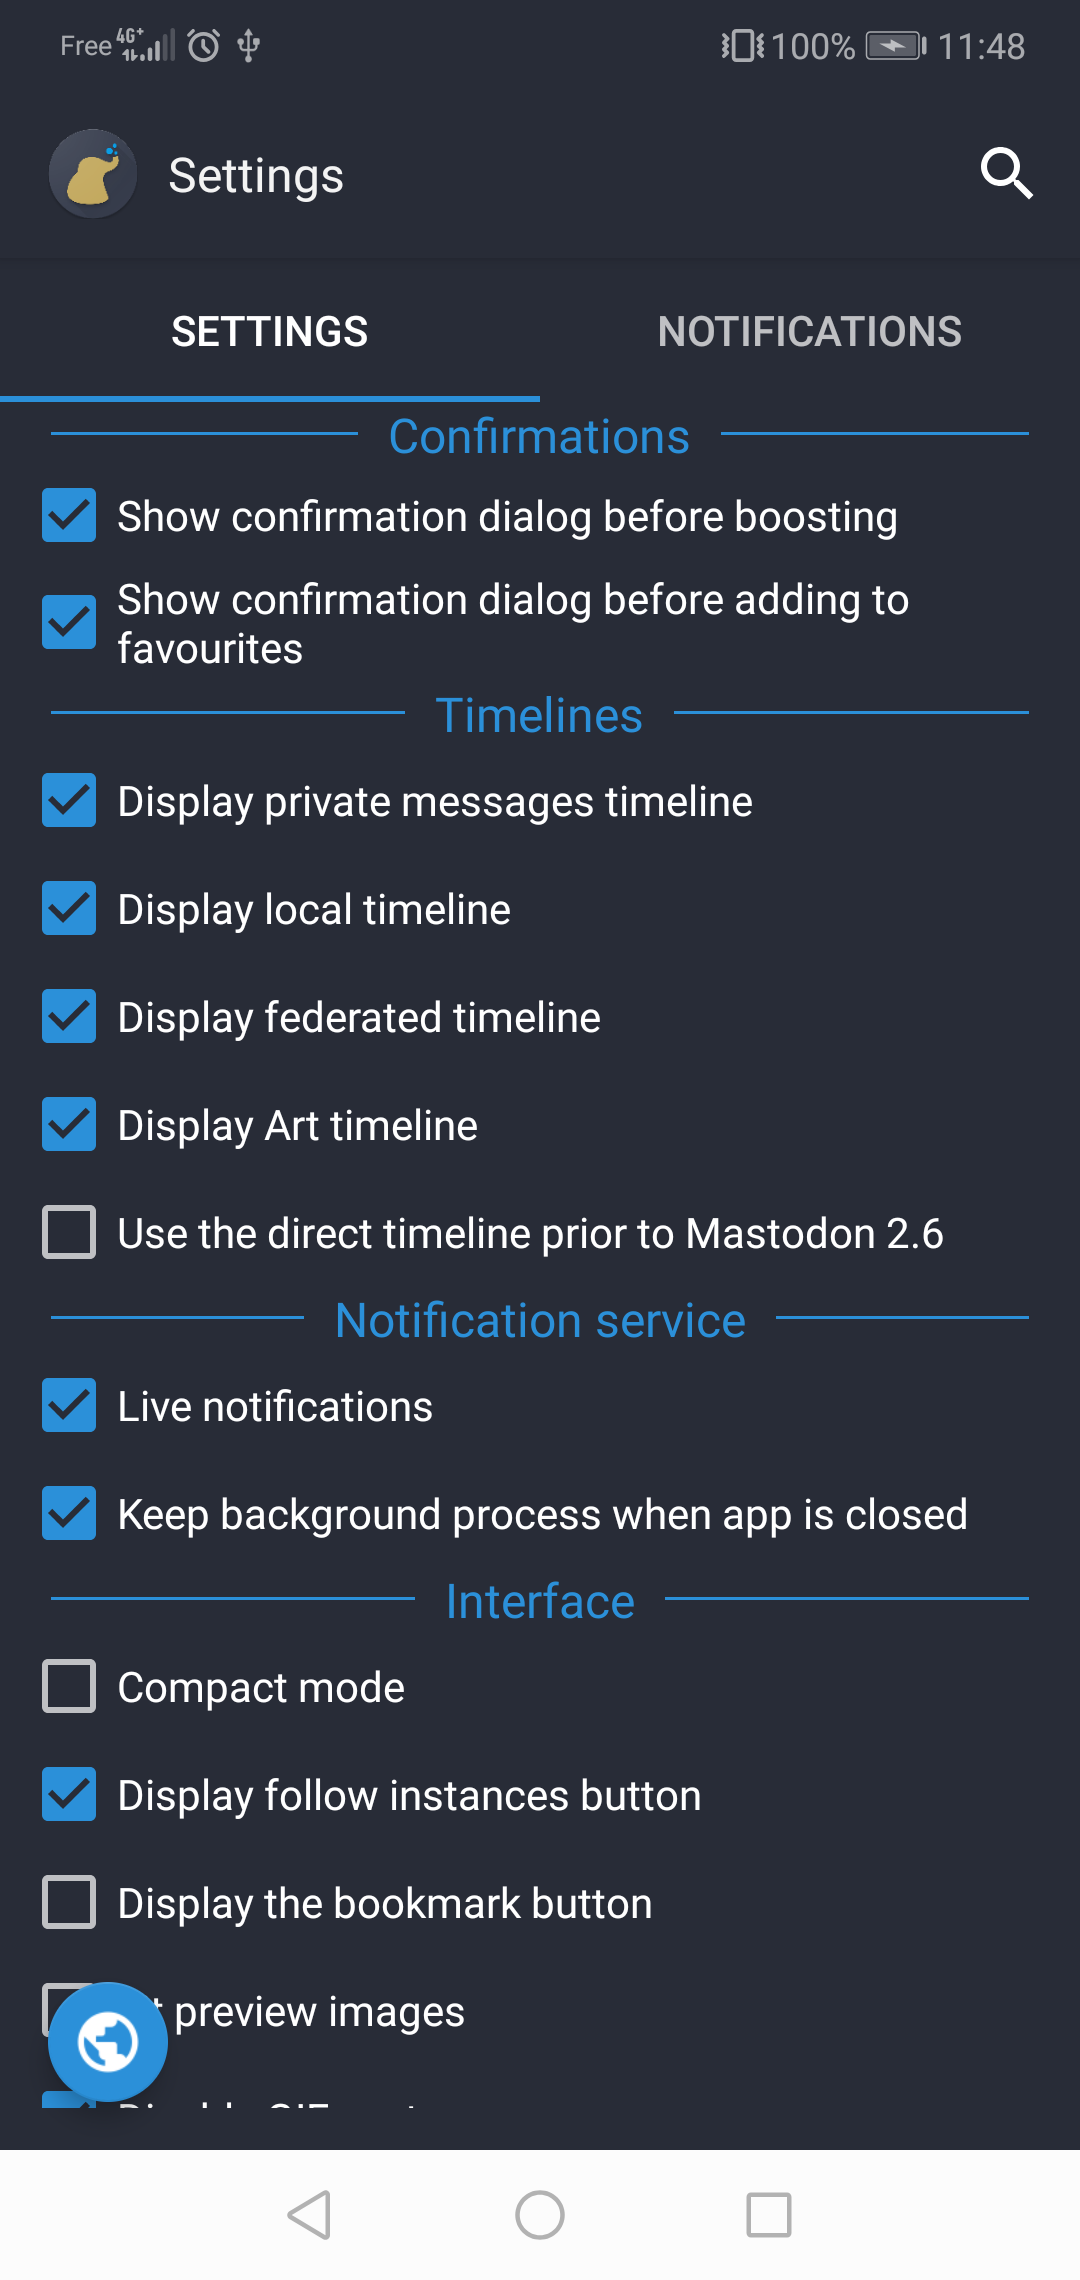 Free 4G+ 100% 11:48
Settings
SETTINGS NOTIFICATIONS
Confirmations
Show confirmation dialog before boosting
Show confirmation dialog before adding to
favourites
Timelines
Display private messages timeline
Display local timeline
Display federated timeline
Display Art timeline
Use the direct timeline prior to Mastodon 2.6
Notification service
Live notifications
Keep background process when app is closed
Interface
Compact mode
Display follow instances button
Display the bookmark button
preview images